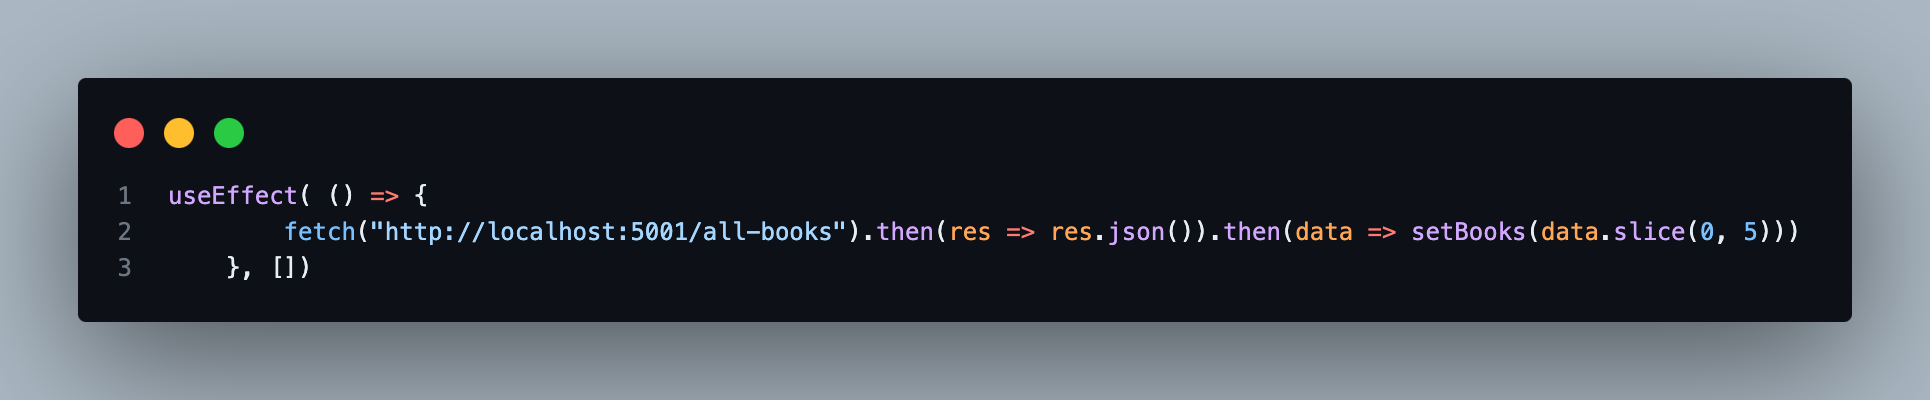 1 useEffect( () => {
2 fetch("http://localhost:5001/all-books").then(res => res.json()).then(data => setBooks(data.slice(0, 5)))
3 }, [])